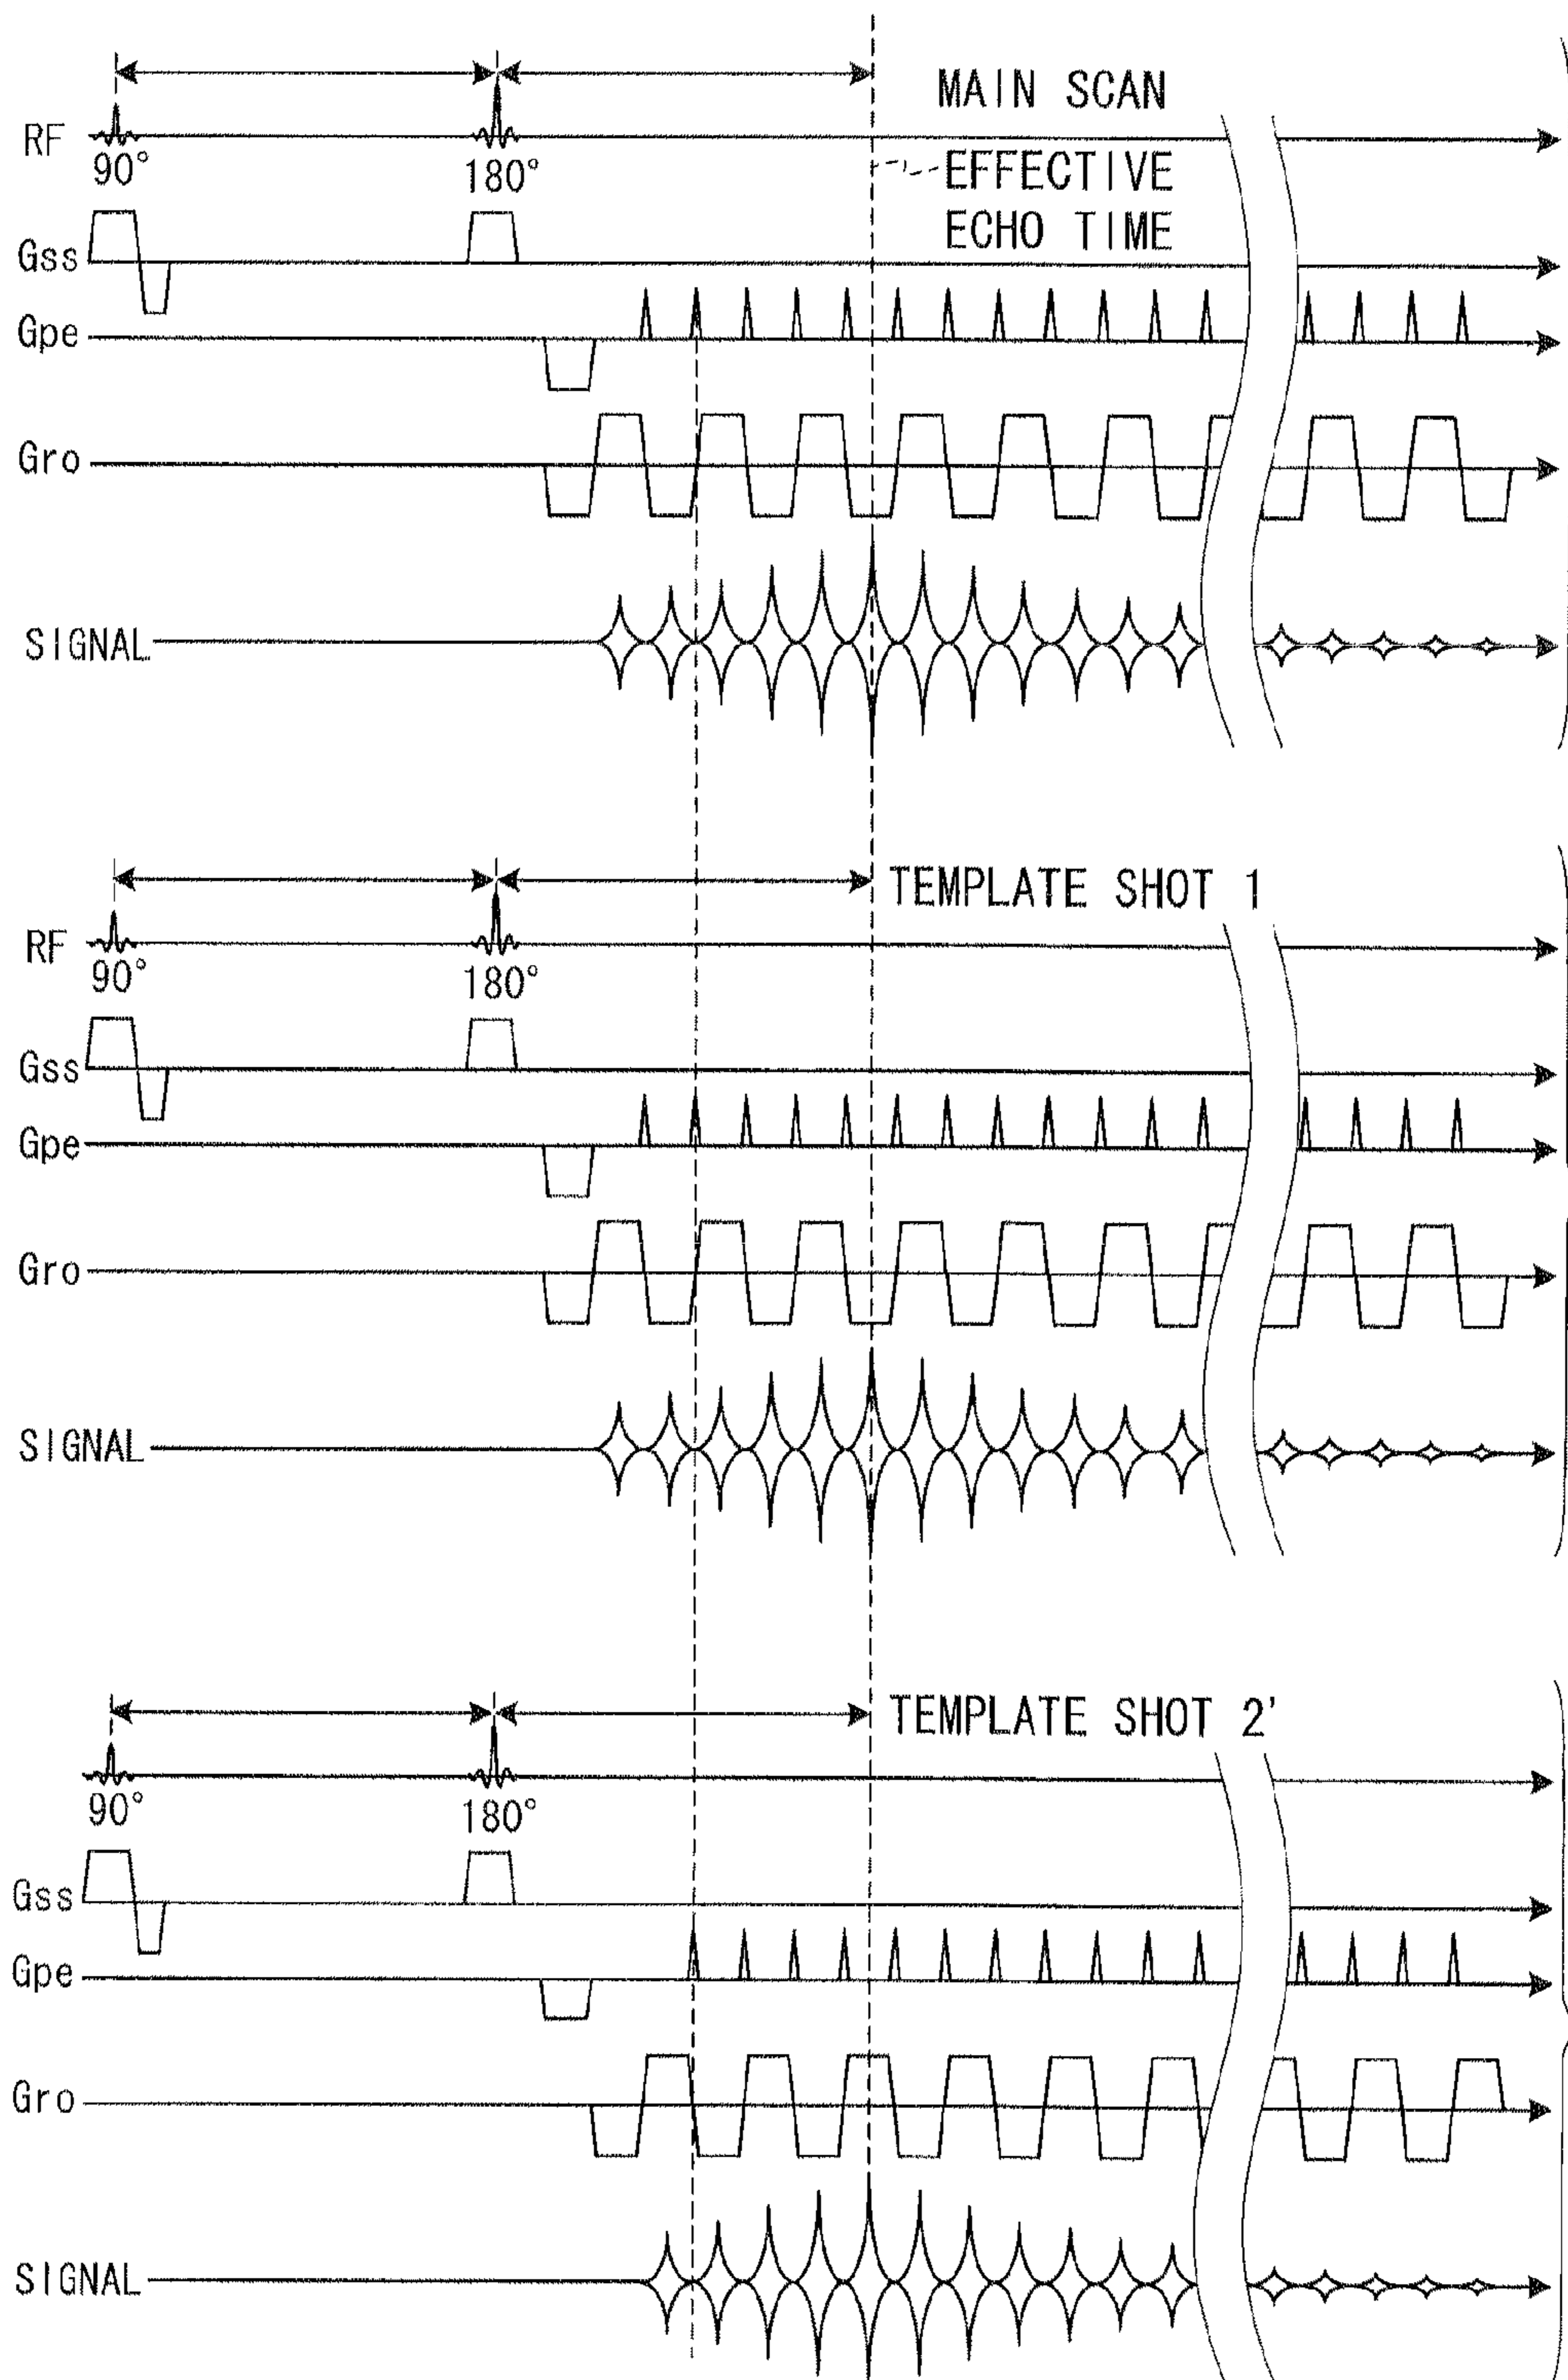 MAIN SCAN
RF
90°
180°
EFFECTIVE
ECHO TIME
Gss
Gpe
Gro
SIGNAL
TEMPLATE SHOT 1
RF
90°
180°
Gss
Gpe
Gro
SIGNAL
TEMPLATE SHOT 2'
90°
180°
Gss
Gpe
Gro
SIGNAL